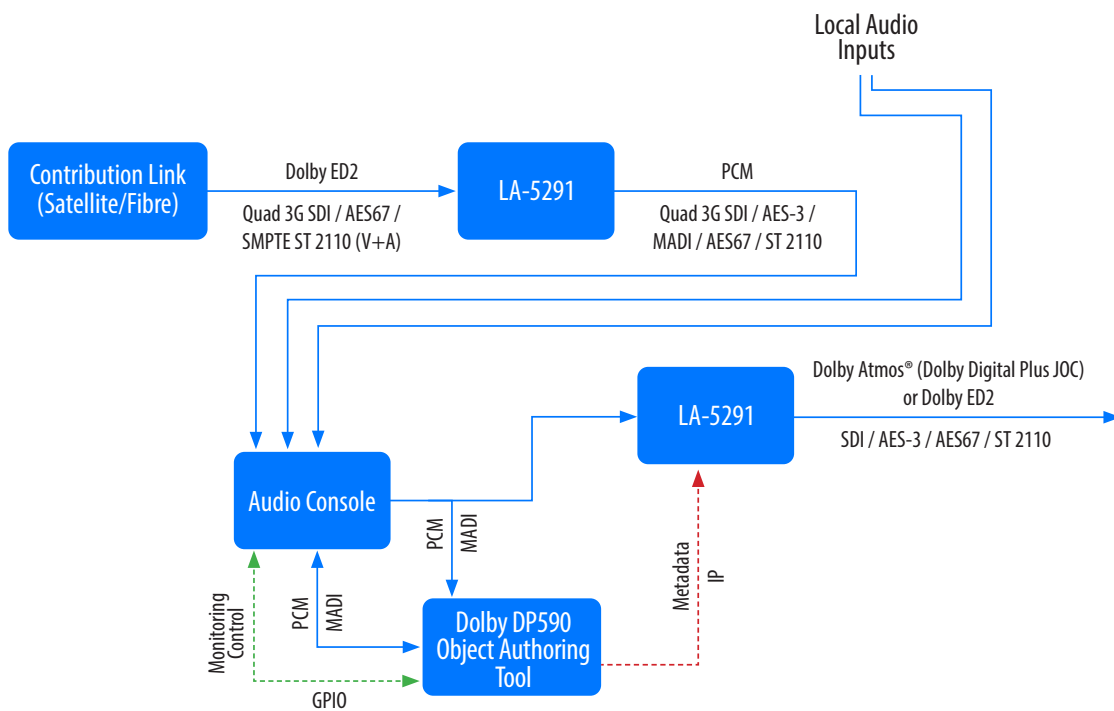 Local Audio
Inputs
Contribution Link
(Satellite/Fibre)
Dolby ED2
Quad 3G SDI / AES67 /
SMPTE ST 2110 (V+A)
LA-5291
PCM
Quad 3G SDI / AES-3 /
MADI / AES67 / ST 2110
LA-5291
Dolby Atmos® (Dolby Digital Plus JOC)
or Dolby ED2
SDI / AES-3 / AES67 / ST 2110
Audio Console
PCM
MADI
Metadata
IP
Monitoring
Control
PCM
MADI
Dolby DP590
Object Authoring
Tool
GPIO